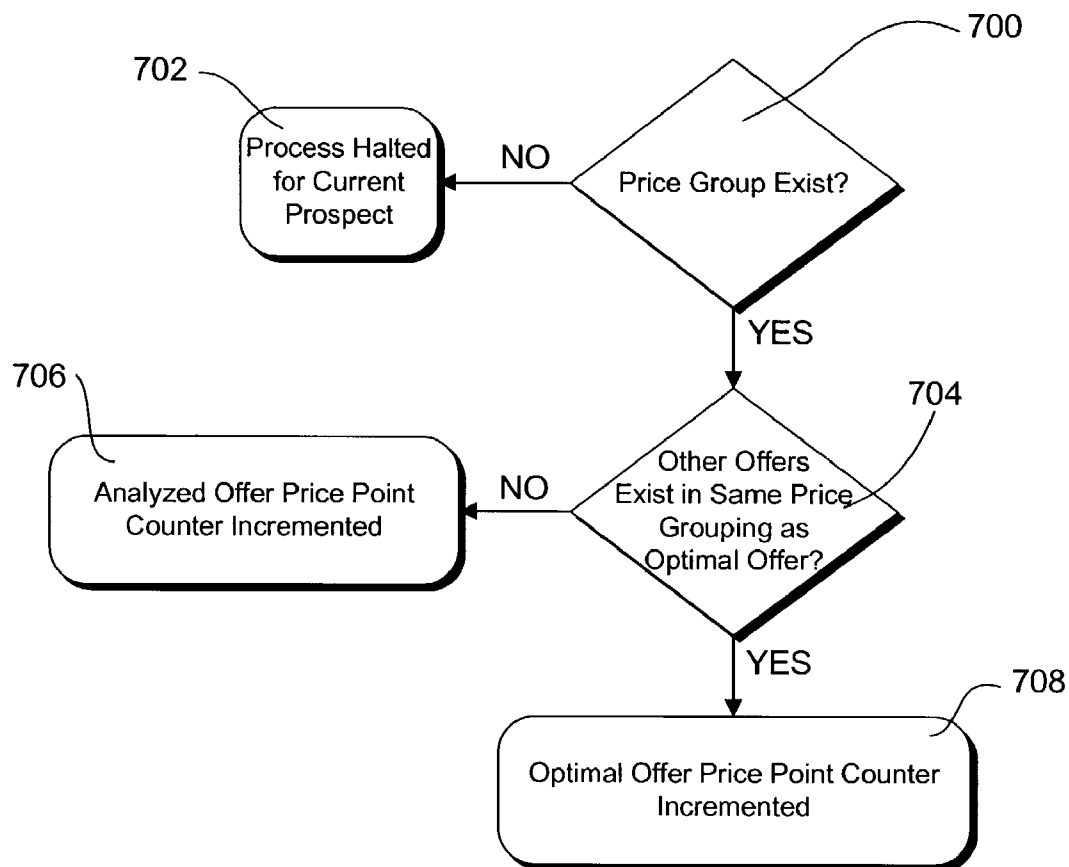 700
702
Process Halted
for Current
Prospect
NO
Price Group Exist?
YES
706
704
Analyzed Offer Price Point
Counter Incremented
NO
Other Offers
Exist in Same Price
Grouping as
Optimal Offer?
YES
708
Optimal Offer Price Point Counter
Incremented